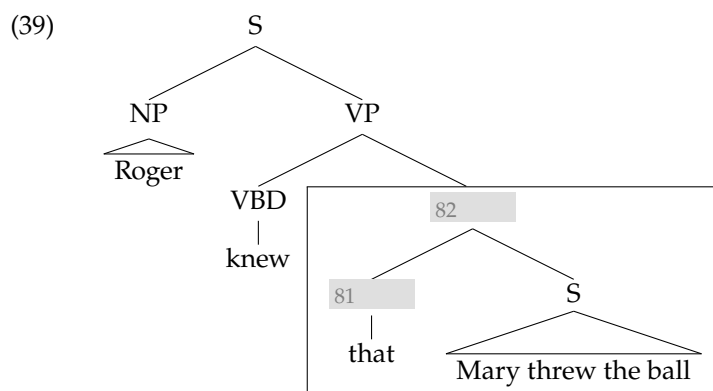 (39) S
NP VP
Roger
VBD 82
knew
81 S
that
Mary threw the ball